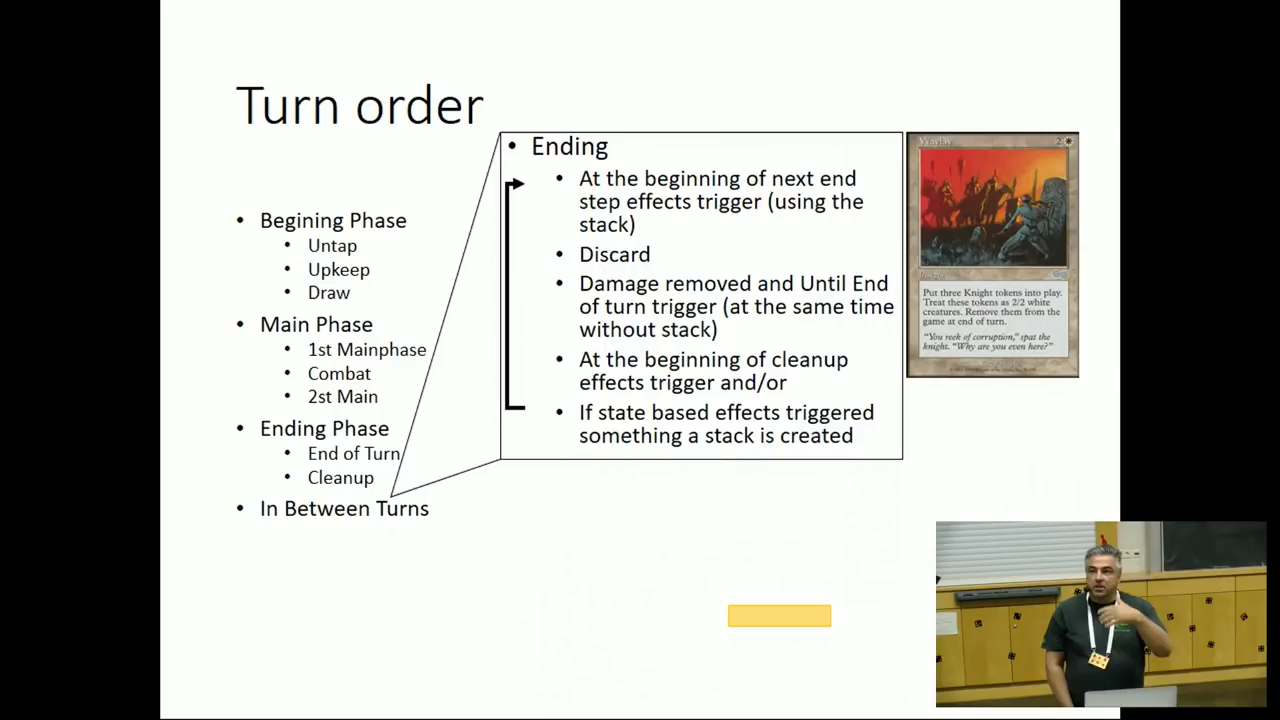 Turn order
• Begining Phase
• Untap
• Upkeep
• Draw
• Main Phase
• 1st Mainphase
• Combat
• 2st Main
• Ending Phase
• End of Turn
• Cleanup
• In Between Turns
• Ending
• At the beginning of next end
step effects trigger (using the
stack)
• Discard
• Damage removed and Until End
of turn trigger (at the same time
without stack)
• At the beginning of cleanup
effects trigger and/or
• If state based effects triggered
something a stack is created
Waylay 2
Instant
Put three Knight tokens into play.
Treat these tokens as 2/2 white
creatures. Remove them from the
game at end of turn.
"You reek of corruption," spat the
knight. "Why are you even here?"